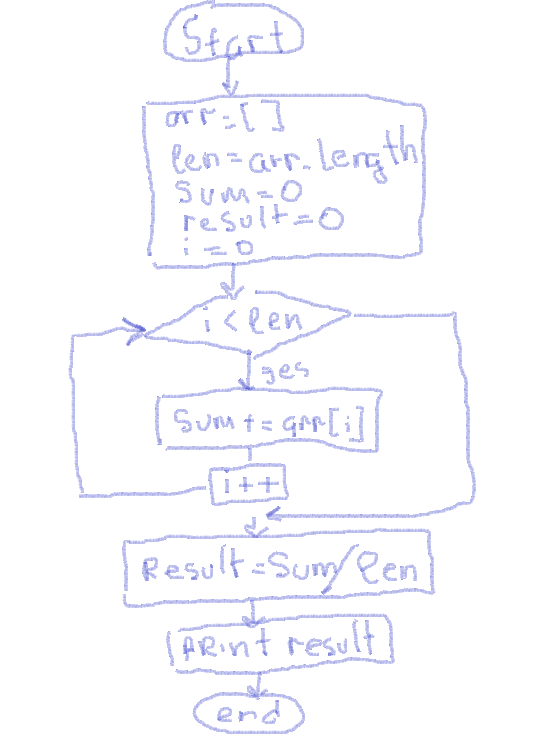 Start
arr=[ ]
len=arr.length
sum=0
result=0
i=0
i < len
yes
Sum+=arr[i]
i++
Result=Sum/len
PRint result
end